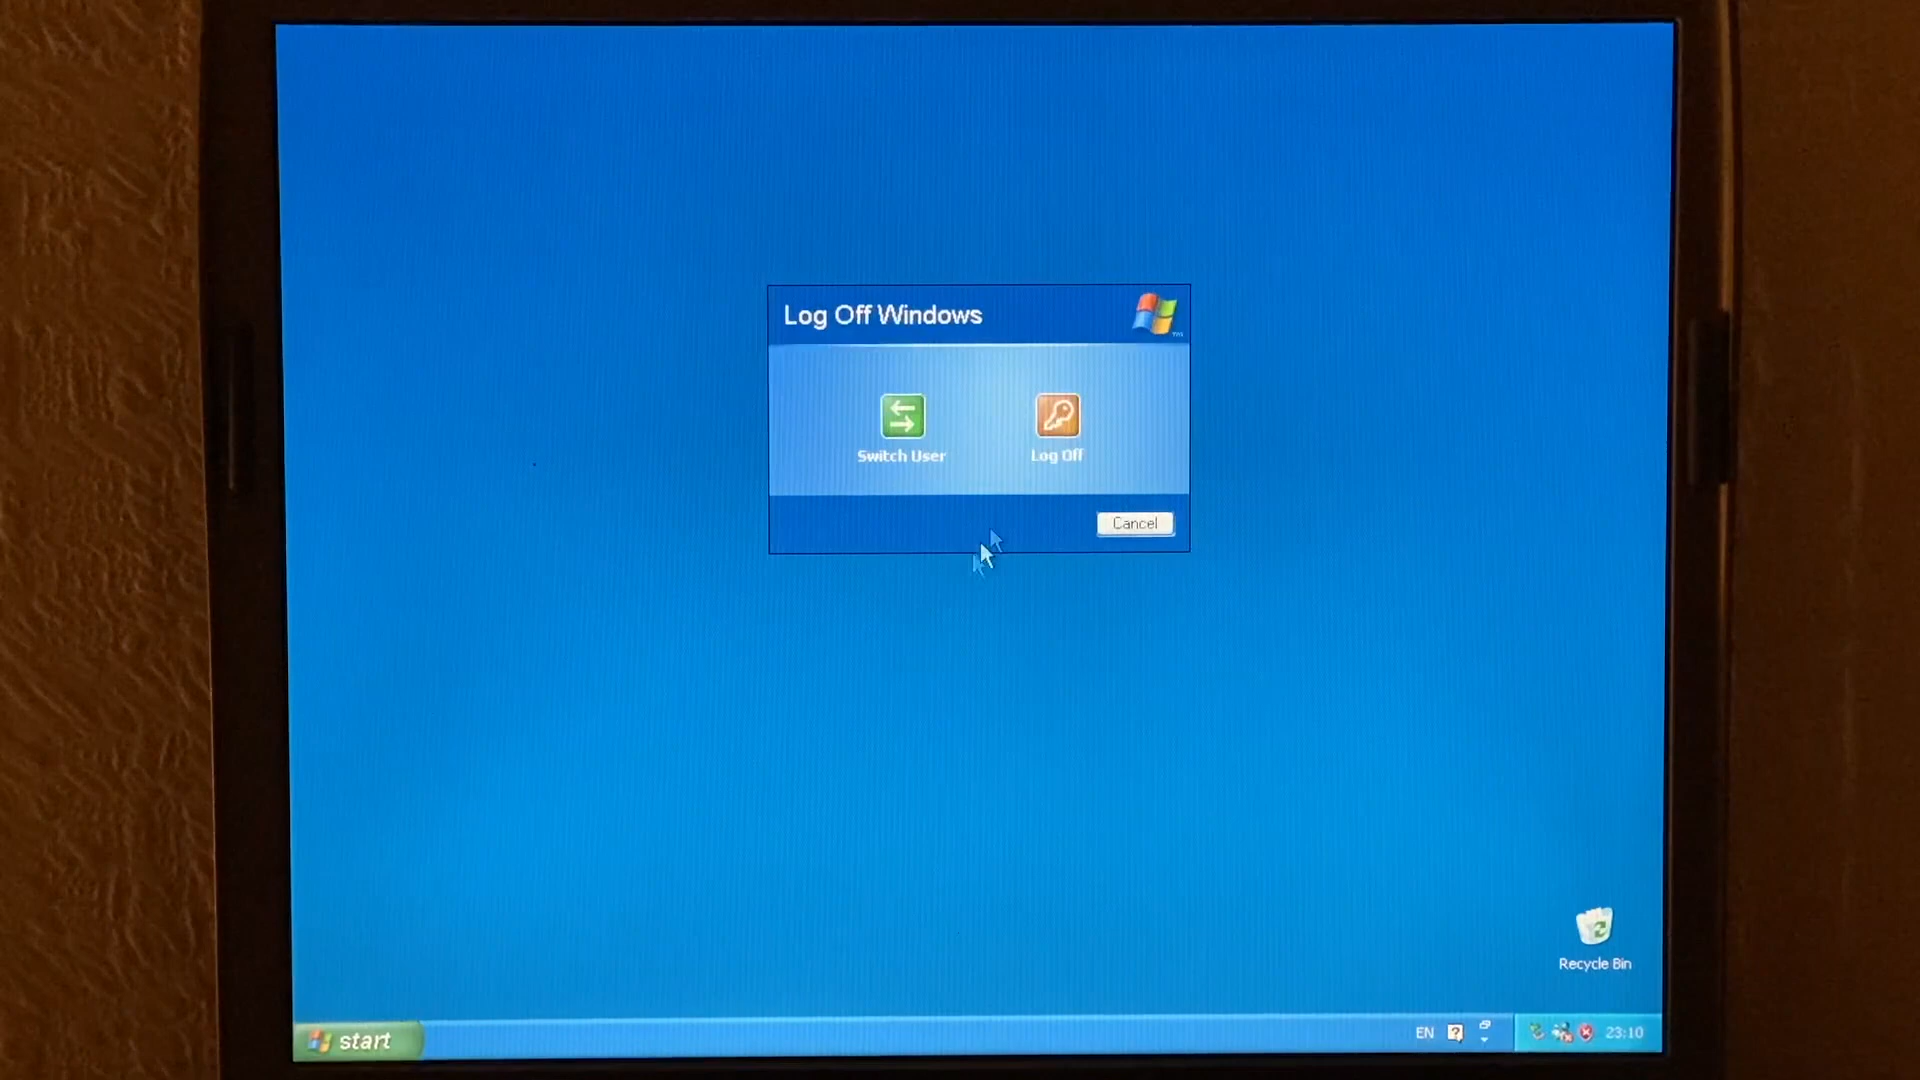 Log Off Windows
Switch User
Log Off
Cancel
Recycle Bin
start
EN
23:10